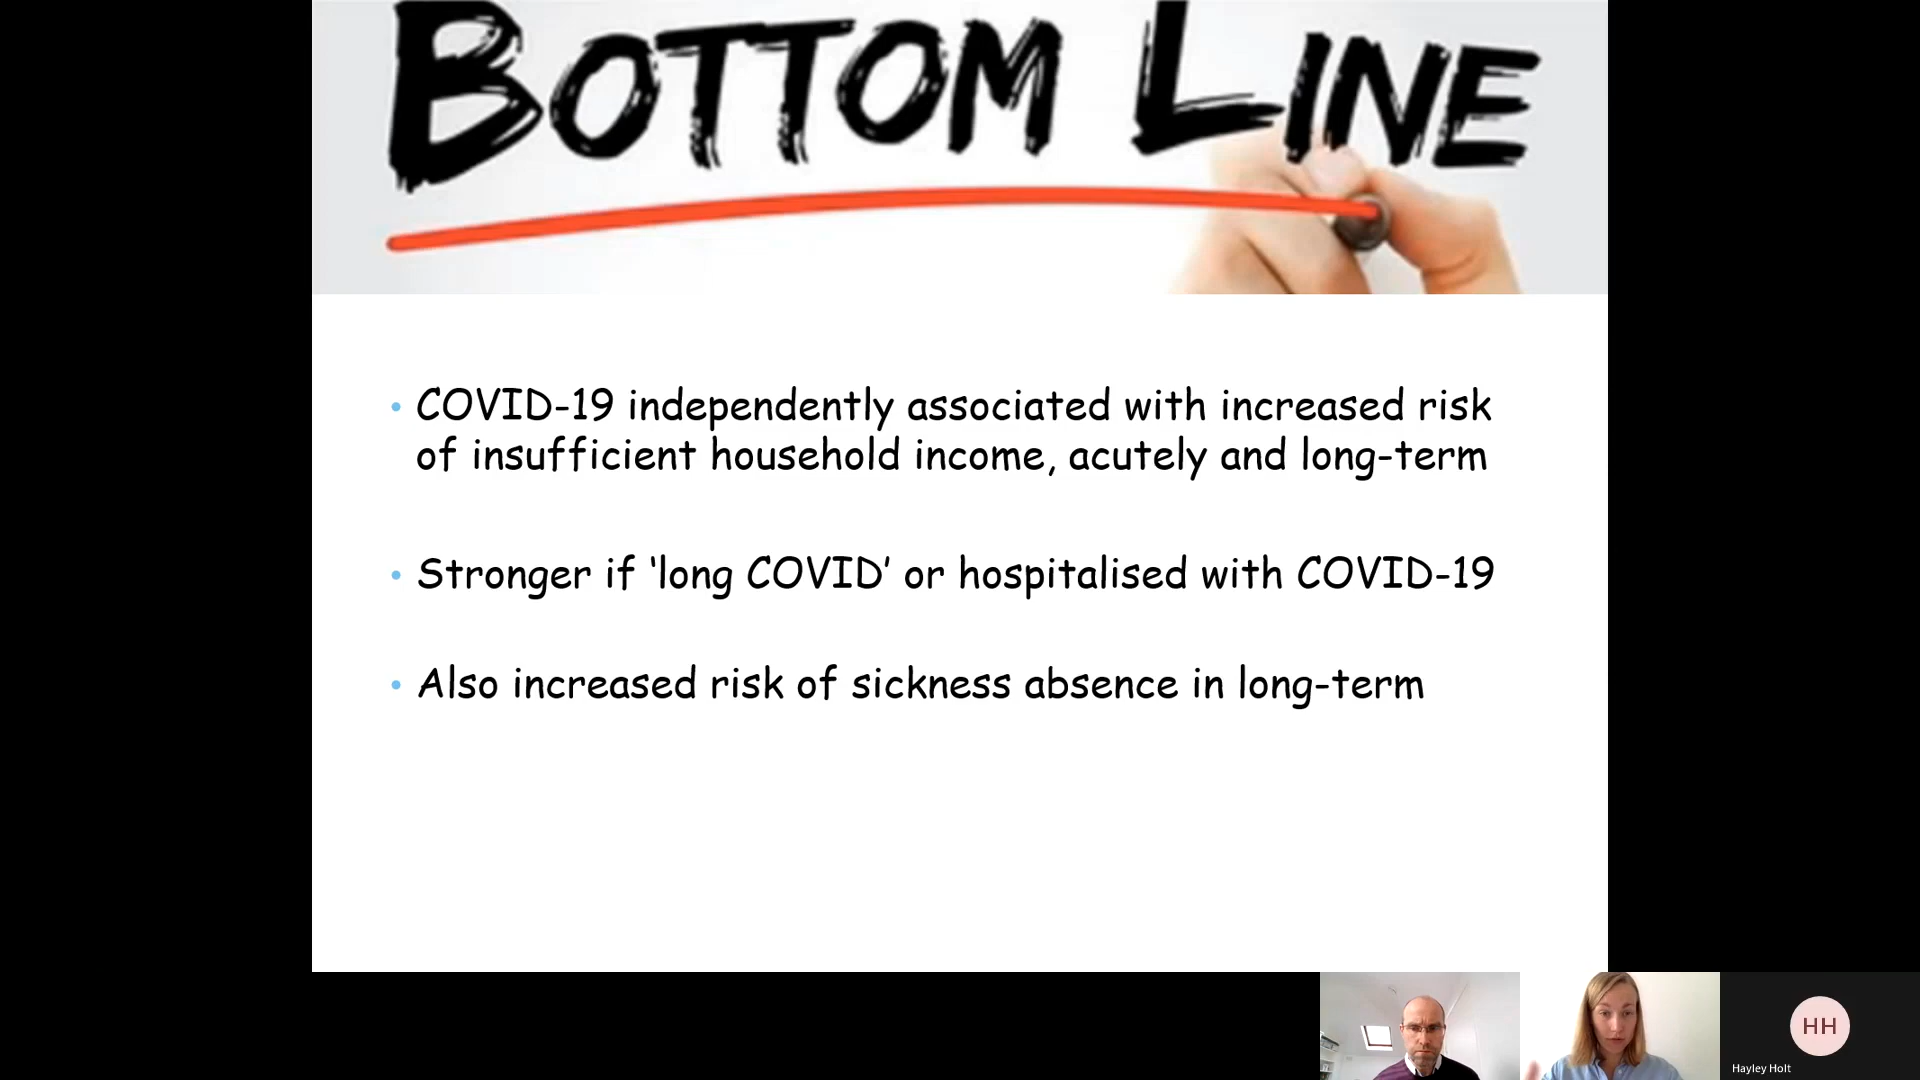 BOTTOM LINE
• COVID-19 independently associated with increased risk
of insufficient household income, acutely and long-term
• Stronger if ‘long COVID’ or hospitalised with COVID-19
• Also increased risk of sickness absence in long-term
HH
Hayley Holt